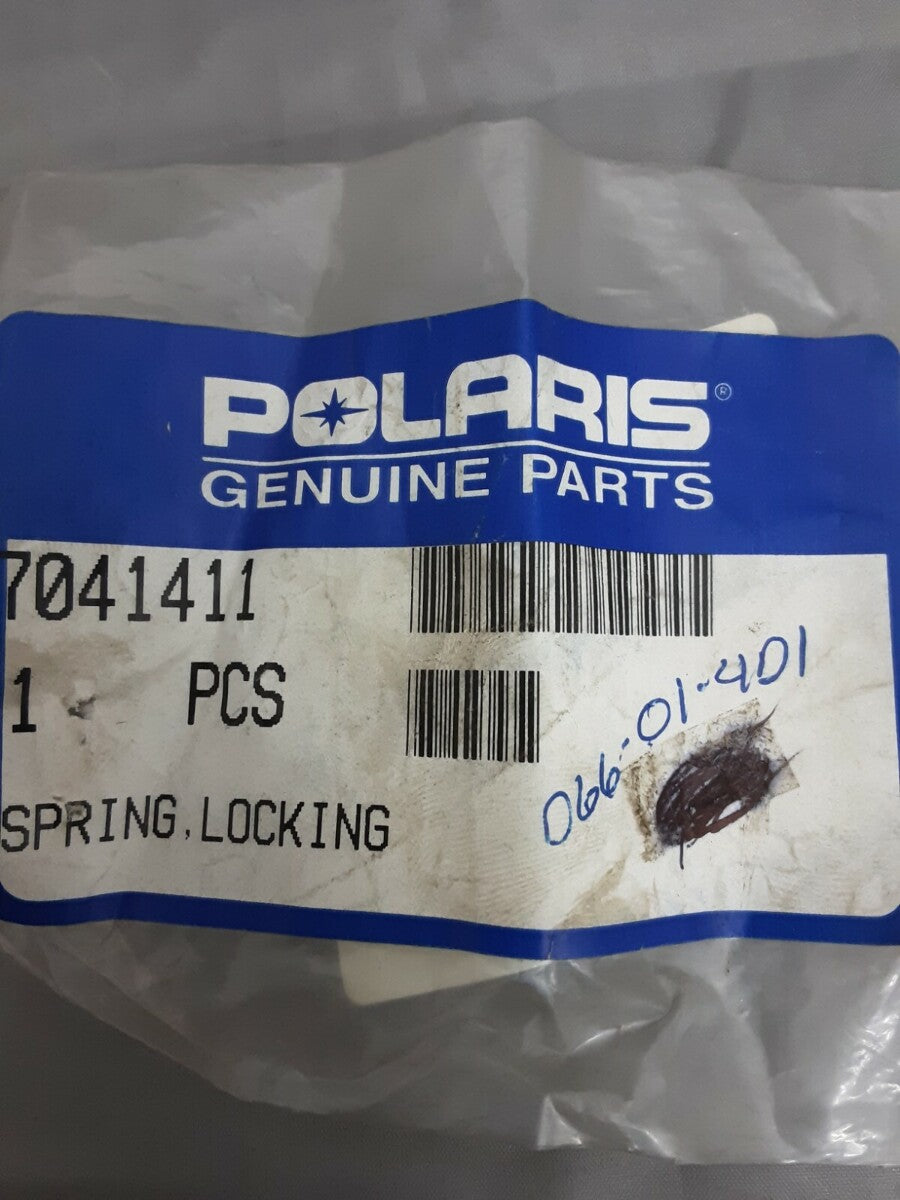 POLARIS®
GENUINE PARTS
7041411
1 PCS
SPRING, LOCKING
066-01-401